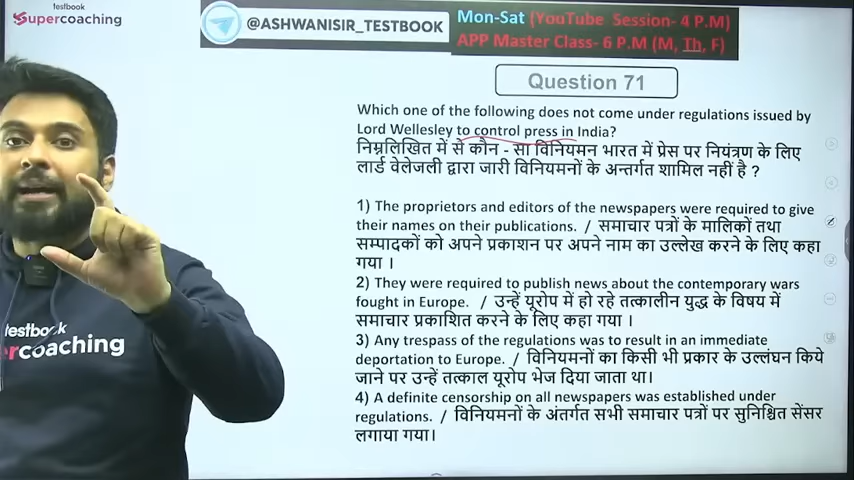 testbook
Supercoaching
@ASHWANISIR_TESTBOOK
Mon-Sat (YouTube Session- 4 P.M)
APP Master Class- 6 P.M (M, Th, F)
Question 71
Which one of the following does not come under regulations issued by
Lord Wellesley to control press in India?
निम्नलिखित में से कौन - सा विनियमन भारत में प्रेस पर नियंत्रण के लिए
लार्ड वेलेजली द्वारा जारी विनियमनों के अन्तर्गत शामिल नहीं है ?
1) The proprietors and editors of the newspapers were required to give
their names on their publications. / समाचार पत्रों के मालिकों तथा
सम्पादकों को अपने प्रकाशन पर अपने नाम का उल्लेख करने के लिए कहा
गया ।
2) They were required to publish news about the contemporary wars
fought in Europe. / उन्हें यूरोप में हो रहे तत्कालीन युद्ध के विषय में
समाचार प्रकाशित करने के लिए कहा गया ।
3) Any trespass of the regulations was to result in an immediate
deportation to Europe. / विनियमनों का किसी भी प्रकार के उल्लंघन किये
जाने पर उन्हें तत्काल यूरोप भेज दिया जाता था।
4) A definite censorship on all newspapers was established under
regulations. / विनियमनों के अंतर्गत सभी समाचार पत्रों पर सुनिश्चित सेंसर
लगाया गया।
testbook
ercoaching